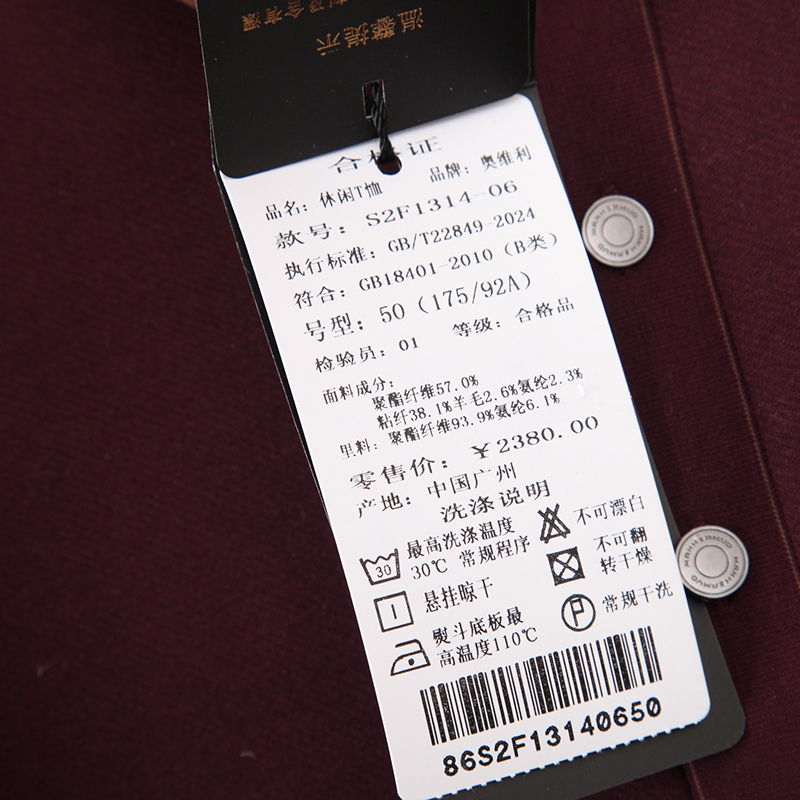 温馨提示
合格证
品名：休闲T恤 品牌：奥维利
款号：S2F1314-06
执行标准：GB/T22849-2024
符合：GB18401-2010（B类）
号型：50（175/92A）
检验员：01 等级：合格品
面料成分：
聚酯纤维57.0%
粘纤38.1%羊毛2.6%氨纶2.3%
里料：聚酯纤维93.9%氨纶6.1%
零售价：￥2380.00
产地：中国广州
洗涤说明
30
最高洗涤温度
30℃ 常规程序
不可漂白
悬挂晾干
不可翻
转干燥
熨斗底板最
高温度110℃
P
常规干洗
86S2F13140650